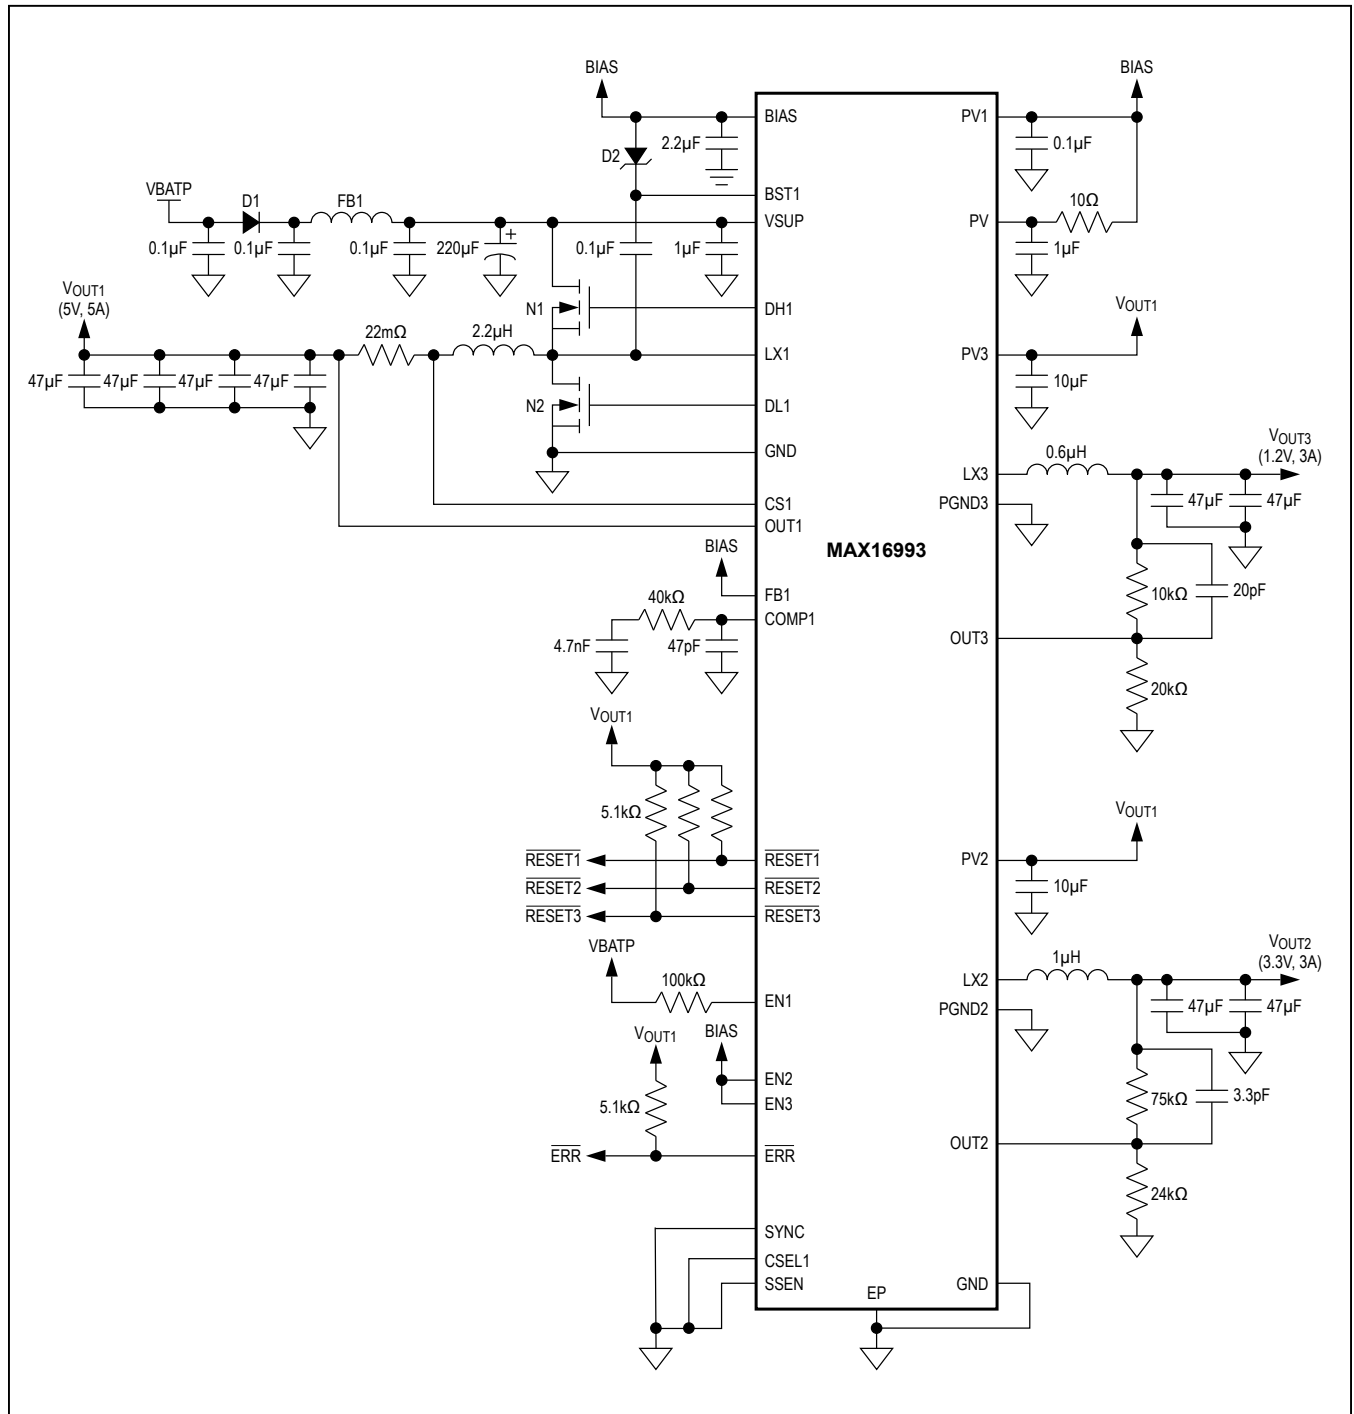 BIAS
BIAS
BIAS
PV1
D2
2.2µF
0.1µF
VBATP
D1
FB1
BST1
VSUP
PV
10Ω
0.1µF
0.1µF
0.1µF
220µF
+
0.1µF
1µF
1µF
VOUT1
(5V, 5A)
N1
DH1
VOUT1
22mΩ
2.2µH
LX1
PV3
47µF
47µF
47µF
47µF
10µF
N2
DL1
GND
0.6µH
VOUT3
(1.2V, 3A)
LX3
CS1
PGND3
47µF
47µF
OUT1
BIAS
MAX16993
FB1
10kΩ
20pF
40kΩ
COMP1
4.7nF
47pF
OUT3
20kΩ
VOUT1
5.1kΩ
VOUT1
RESET1
RESET1
PV2
RESET2
RESET2
10µF
RESET3
RESET3
VBATP
100kΩ
1µH
VOUT2
(3.3V, 3A)
LX2
EN1
PGND2
47µF
47µF
VOUT1
BIAS
EN2
EN3
5.1kΩ
75kΩ
3.3pF
ERR
ERR
OUT2
24kΩ
SYNC
CSEL1
SSEN
EP
GND